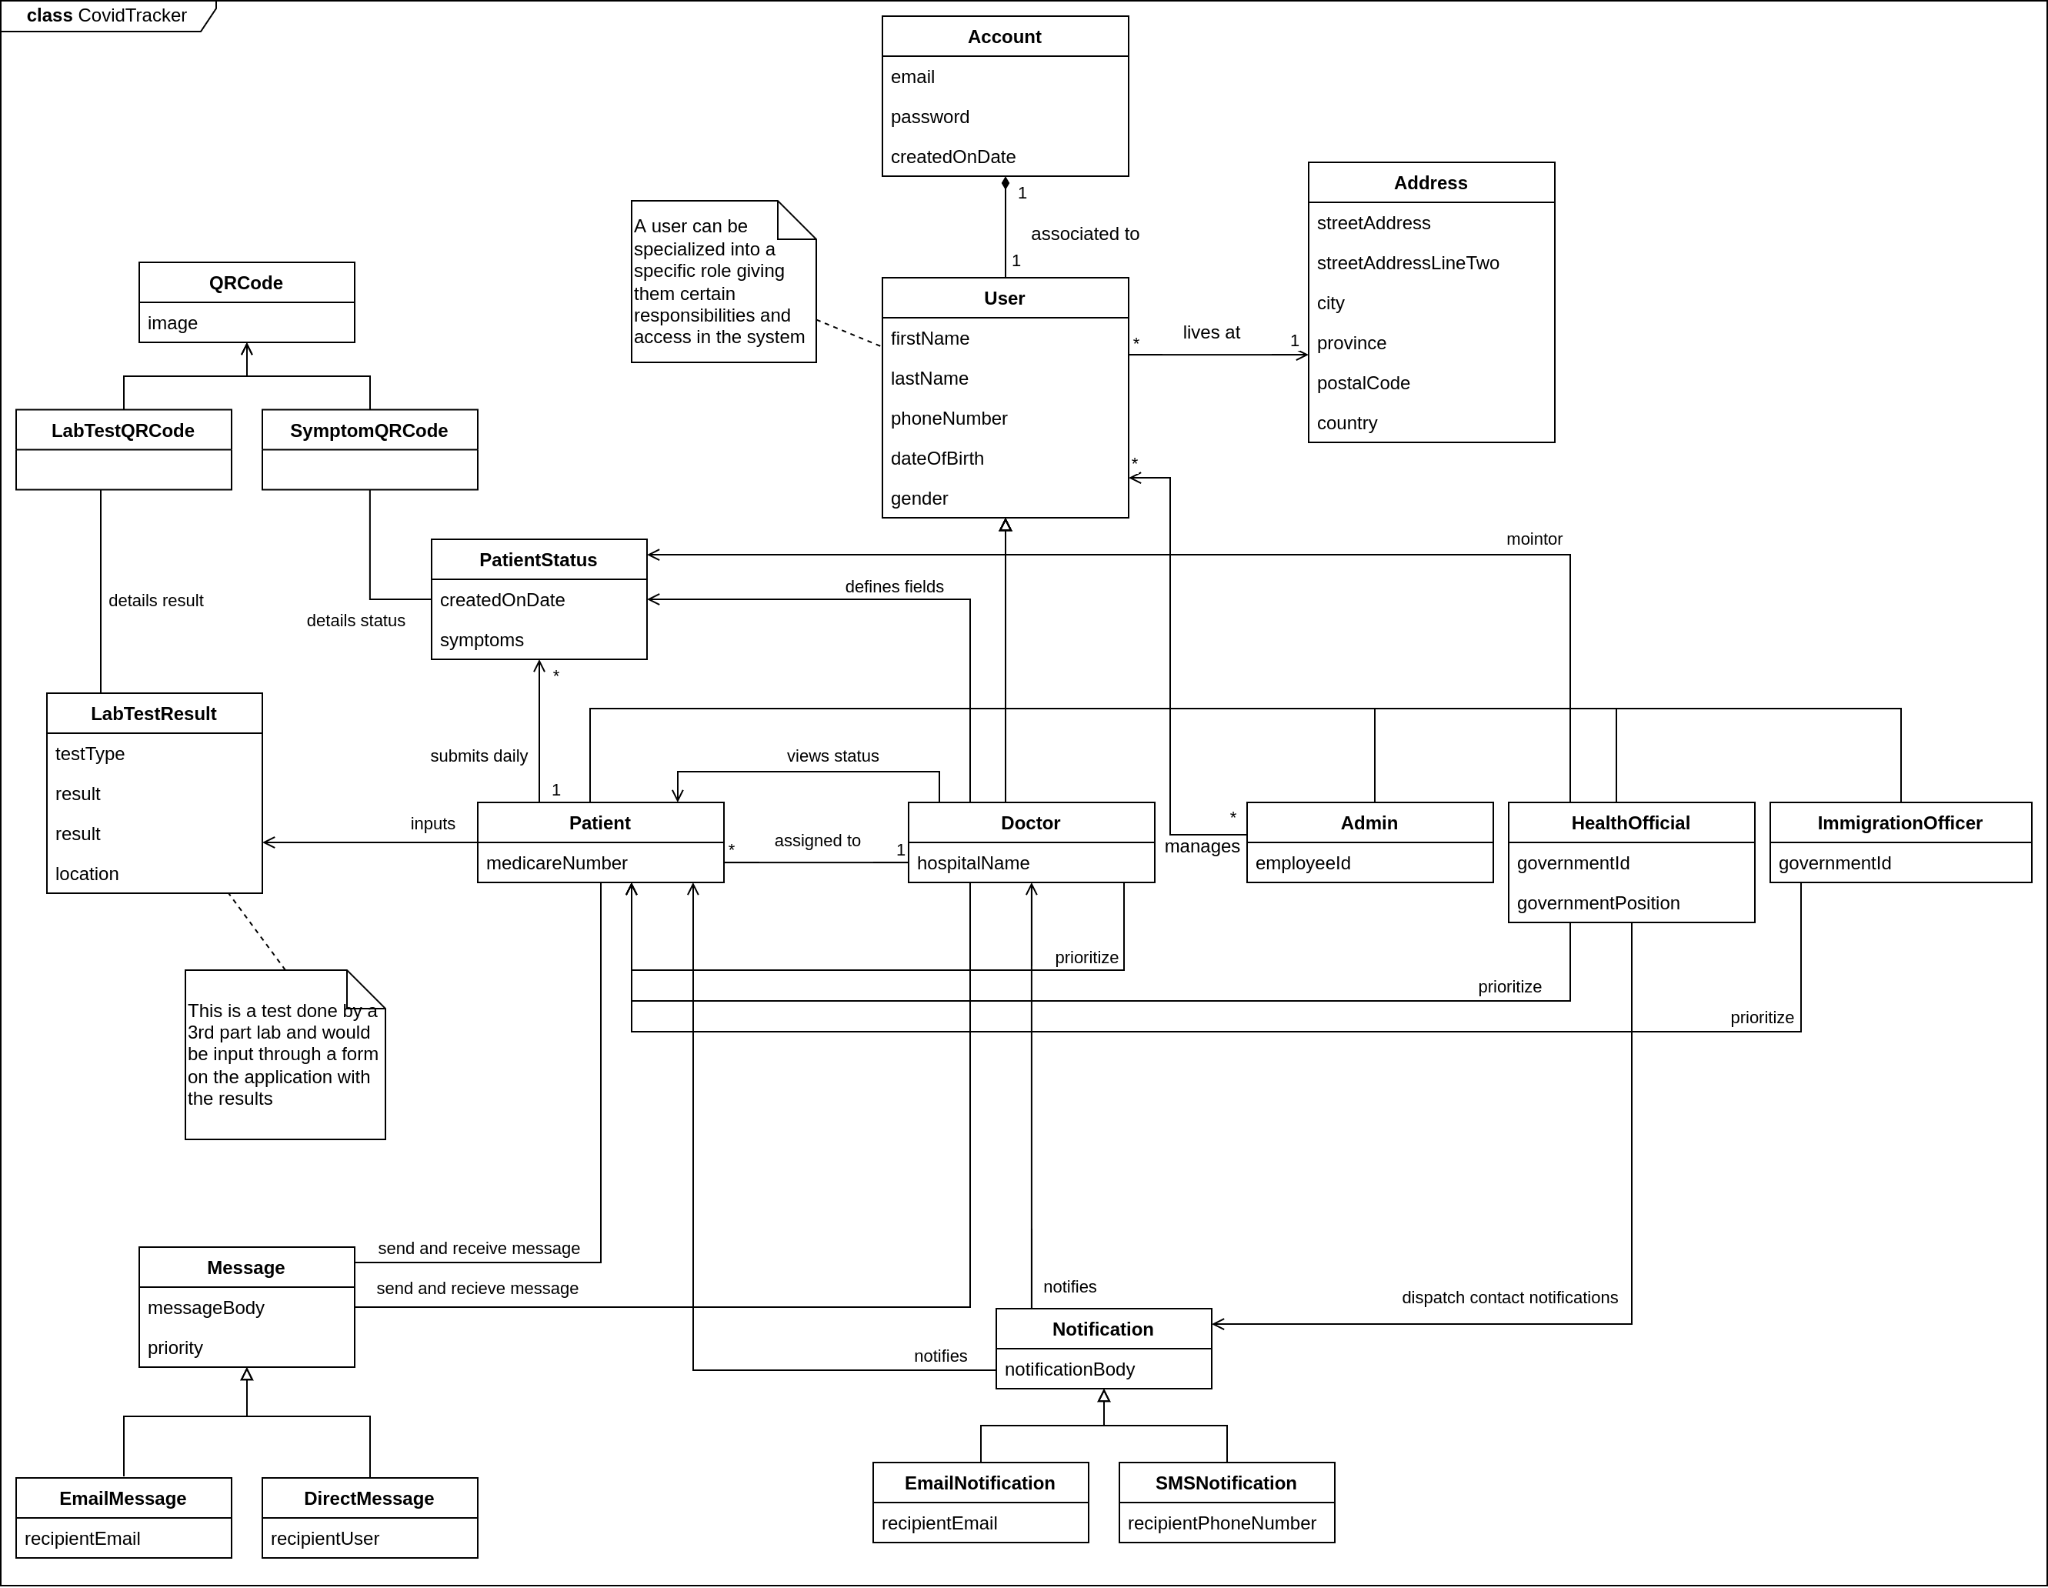 class CovidTracker
Account
email
password
createdOnDate
1
associated to
1
Address
streetAddress
streetAddressLineTwo
city
province
postalCode
country
A user can be
specialized into a
specific role giving
them certain
responsibilities and
access in the system
User
firstName
lastName
phoneNumber
dateOfBirth
gender
*
lives at
1
*
QRCode
image
LabTestQRCode
SymptomQRCode
PatientStatus
createdOnDate
symptoms
mointor
defines fields
details result
details status
*
LabTestResult
testType
result
result
location
submits daily
1
views status
inputs
Patient
medicareNumber
*
assigned to
1
Doctor
hospitalName
*
manages
Admin
employeeId
HealthOfficial
governmentId
governmentPosition
ImmigrationOfficer
governmentId
prioritize
prioritize
prioritize
This is a test done by a
3rd part lab and would
be input through a form
on the application with
the results
Message
messageBody
priority
send and receive message
send and recieve message
notifies
dispatch contact notifications
notifies
Notification
notificationBody
EmailMessage
recipientEmail
DirectMessage
recipientUser
EmailNotification
recipientEmail
SMSNotification
recipientPhoneNumber